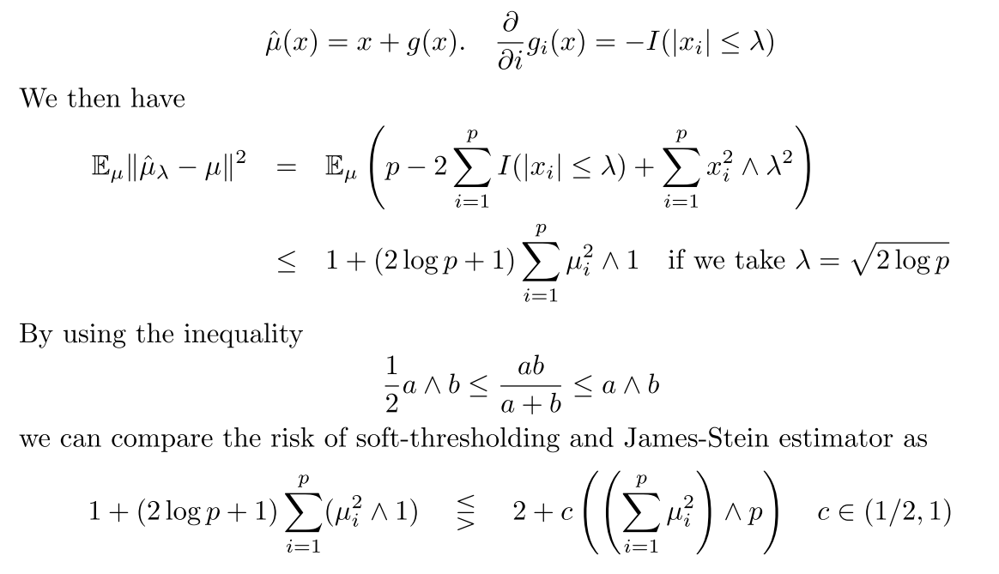 $\hat{\mu}(x) = x + g(x). \quad \frac{\partial}{\partial i} g_i(x) = -I(|x_i| \leq \lambda)$
We then have
$\mathbb{E}_\mu \|\hat{\mu}_\lambda - \mu\|^2 = \mathbb{E}_\mu \left( p - 2 \sum_{i=1}^{p} I(|x_i| \leq \lambda) + \sum_{i=1}^{p} x_i^2 \wedge \lambda^2 \right)$
$\leq 1 + (2 \log p + 1) \sum_{i=1}^{p} \mu_i^2 \wedge 1 \quad \text{if we take } \lambda = \sqrt{2 \log p}$
By using the inequality
$\frac{1}{2} a \wedge b \leq \frac{ab}{a + b} \leq a \wedge b$
we can compare the risk of soft-thresholding and James-Stein estimator as
$1 + (2 \log p + 1) \sum_{i=1}^{p} (\mu_i^2 \wedge 1) \quad \lesseqgtr \quad 2 + c \left( \left( \sum_{i=1}^{p} \mu_i^2 \right) \wedge p \right) \quad c \in (1/2, 1)$